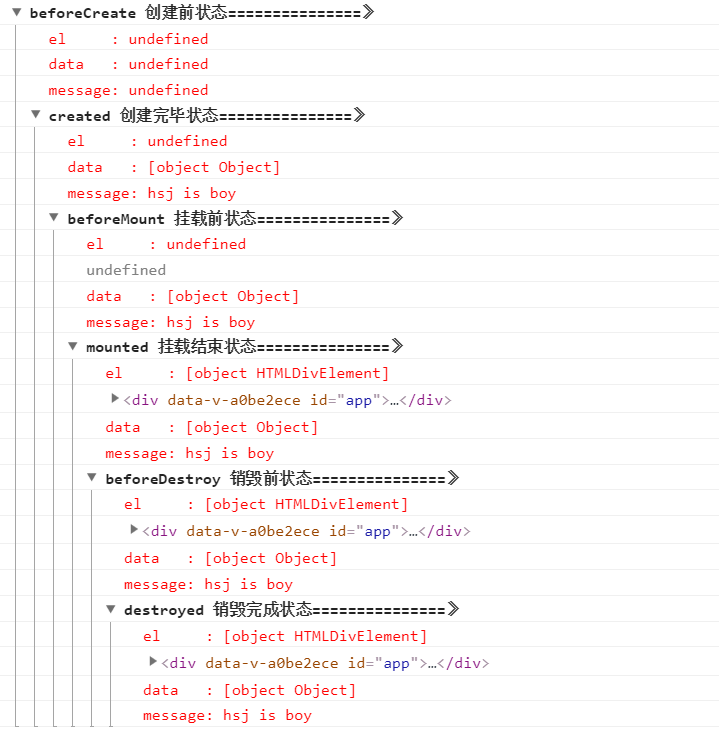 beforeCreate 创建前状态===============》
el     : undefined
data   : undefined
message: undefined
created 创建完毕状态===============》
el     : undefined
data   : [object Object]
message: hsj is boy
beforeMount 挂载前状态===============》
el     : undefined
undefined
data   : [object Object]
message: hsj is boy
mounted 挂载结束状态===============》
el     : [object HTMLDivElement]
<div data-v-a0be2ece id="app">…</div>
data   : [object Object]
message: hsj is boy
beforeDestroy 销毁前状态===============》
el     : [object HTMLDivElement]
<div data-v-a0be2ece id="app">…</div>
data   : [object Object]
message: hsj is boy
destroyed 销毁完成状态===============》
el     : [object HTMLDivElement]
<div data-v-a0be2ece id="app">…</div>
data   : [object Object]
message: hsj is boy